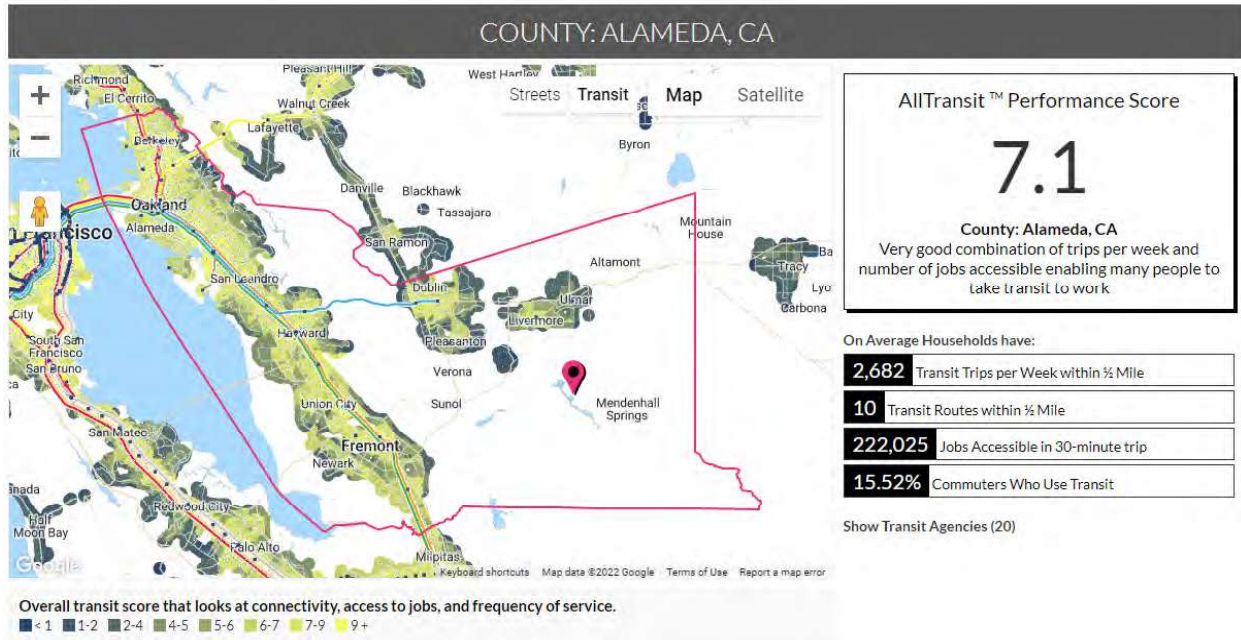 COUNTY: ALAMEDA, CA
Pleasant Hill
West Hartley
Richmond
El Cerrito
Walnut Creek
Streets Transit Map Satellite
+
−
Lafayette
Berkeley
Byron
Danville
Blackhawk
Tassajara
Oakland
Alameda
San Ramon
Mountain
House
Altamont
Tracy
Ba
San Leandro
Dublin
Ulmar
Lyo
Carbona
City
Livermore
Hayward
Pleasanton
South San
Francisco
San Bruno
Verona
Union City
Sunol
Mendenhall
Springs
San Mateo
Fremont
Newark
Redwood City
Half
Moon Bay
Palo Alto
Milpitas
Google
Keyboard shortcuts Map data ©2022 Google Terms of Use Report a map error
Overall transit score that looks at connectivity, access to jobs, and frequency of service.
< 1 1-2 2-4 4-5 5-6 6-7 7-9 9 +
AllTransit ™ Performance Score
7.1
County: Alameda, CA
Very good combination of trips per week and
number of jobs accessible enabling many people to
take transit to work
On Average Households have:
2,682 Transit Trips per Week within ½ Mile
10 Transit Routes within ½ Mile
222,025 Jobs Accessible in 30-minute trip
15.52% Commuters Who Use Transit
Show Transit Agencies (20)